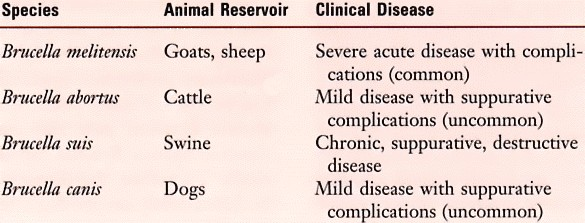 Species Animal Reservoir Clinical Disease
Brucella melitensis Goats, sheep Severe acute disease with compli-
cations (common)
Brucella abortus Cattle Mild disease with suppurative
complications (uncommon)
Brucella suis Swine Chronic, suppurative, destructive
disease
Brucella canis Dogs Mild disease with suppurative
complications (uncommon)